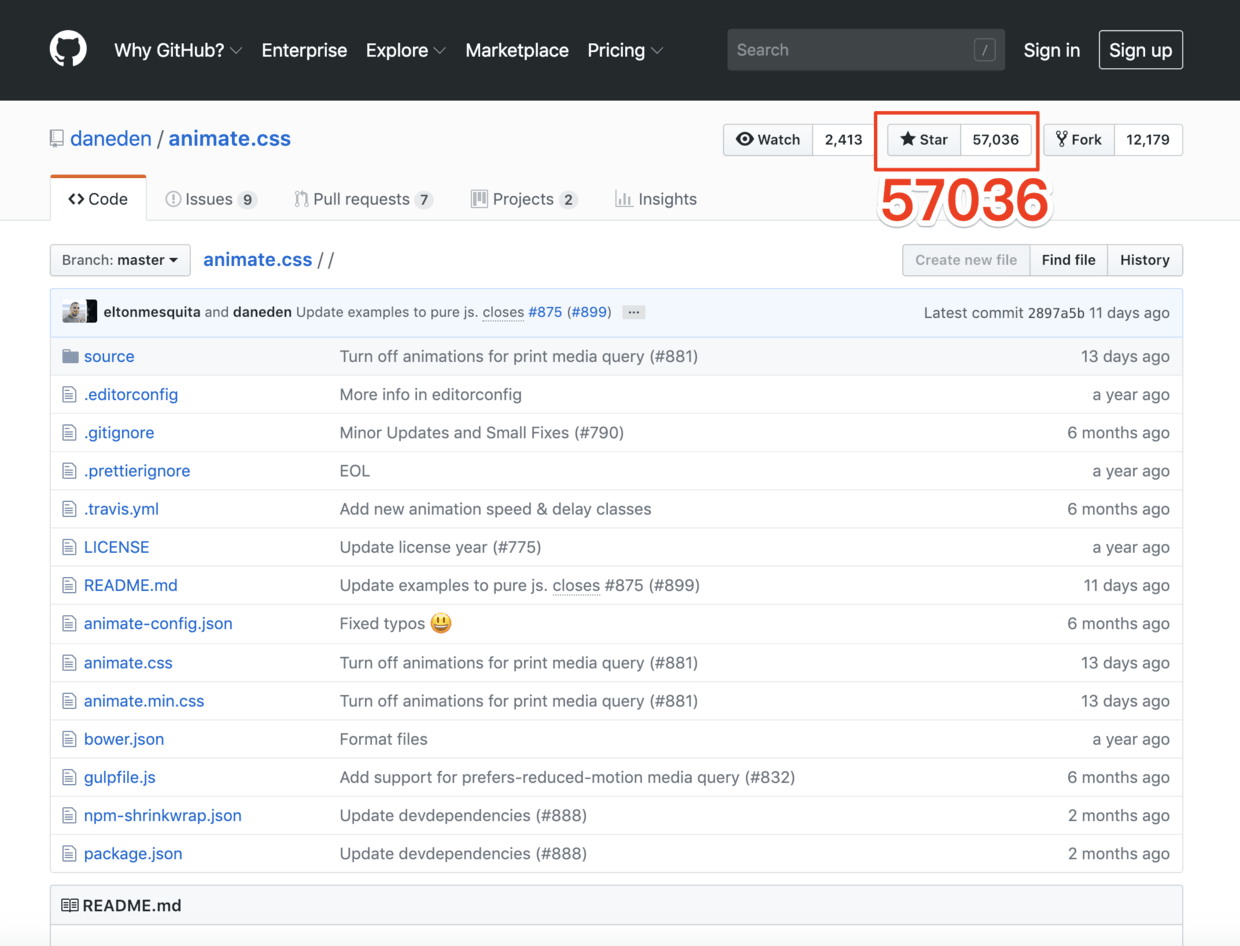 Why GitHub? Enterprise Explore Marketplace Pricing Search / Sign in Sign up
daneden / animate.css Watch 2,413 Star 57,036 Fork 12,179
Code Issues 9 Pull requests 7 Projects 2 Insights
57036
Branch: master animate.css / / Create new file Find file History
eltonmesquita and daneden Update examples to pure js. closes #875 (#899) ... Latest commit 2897a5b 11 days ago
source Turn off animations for print media query (#881) 13 days ago
.editorconfig More info in editorconfig a year ago
.gitignore Minor Updates and Small Fixes (#790) 6 months ago
.prettierignore EOL a year ago
.travis.yml Add new animation speed & delay classes 6 months ago
LICENSE Update license year (#775) a year ago
README.md Update examples to pure js. closes #875 (#899) 11 days ago
animate-config.json Fixed typos 😃 6 months ago
animate.css Turn off animations for print media query (#881) 13 days ago
animate.min.css Turn off animations for print media query (#881) 13 days ago
bower.json Format files a year ago
gulpfile.js Add support for prefers-reduced-motion media query (#832) 6 months ago
npm-shrinkwrap.json Update devdependencies (#888) 2 months ago
package.json Update devdependencies (#888) 2 months ago
README.md